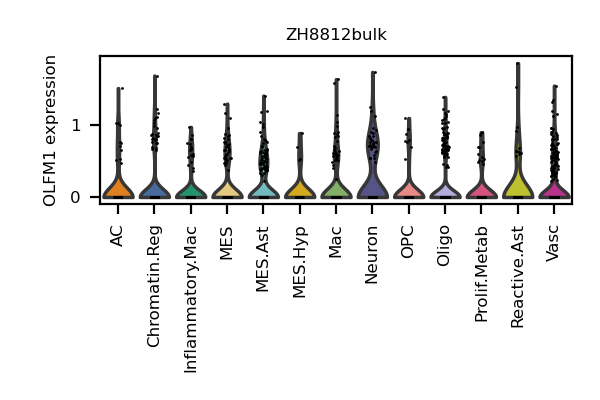 ZH8812bulk
OLFM1 expression
1
0
AC
Chromatin.Reg
Inflammatory.Mac
MES
MES.Ast
MES.Hyp
Mac
Neuron
OPC
Oligo
Prolif.Metab
Reactive.Ast
Vasc